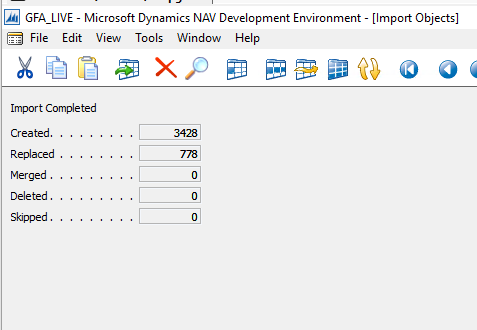 GFA_LIVE - Microsoft Dynamics NAV Development Environment - [Import Objects]
File Edit View Tools Window Help
Import Completed
Created. . . . . . . . . 3428
Replaced . . . . . . . . 778
Merged . . . . . . . . . 0
Deleted . . . . . . . . . 0
Skipped . . . . . . . . . 0